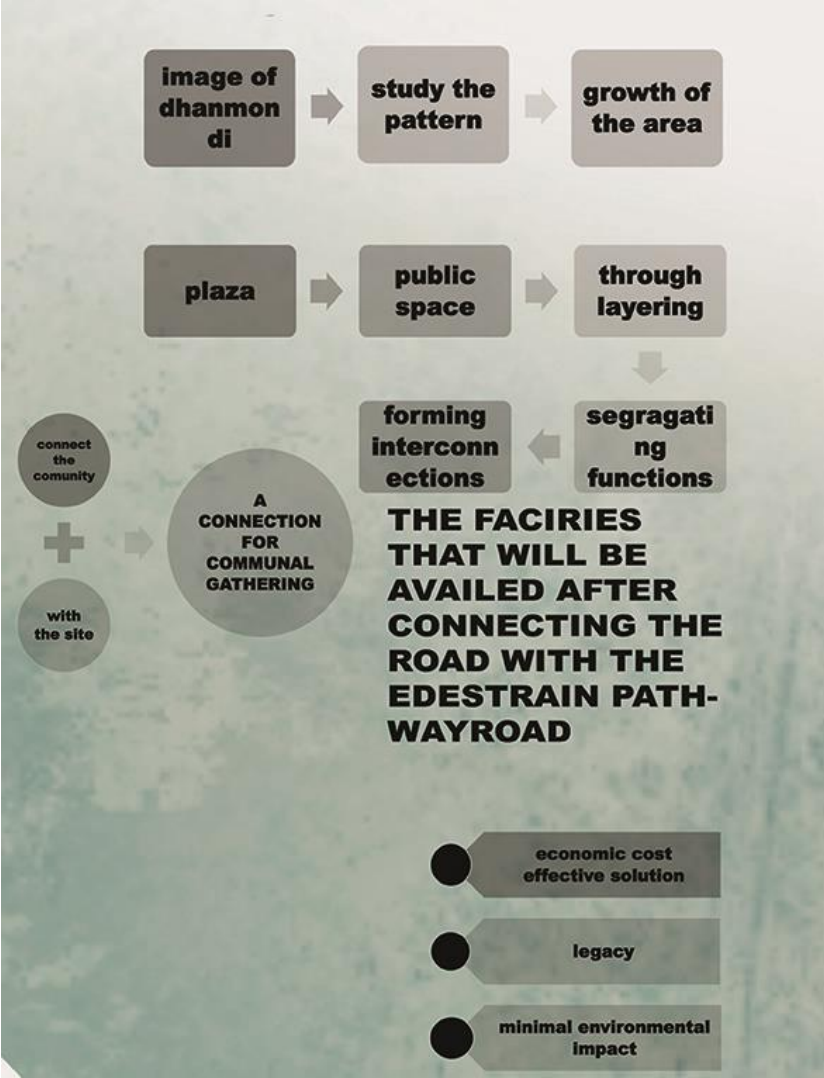 image of
dhanmon
di
study the
pattern
growth of
the area
plaza
public
space
through
layering
forming
interconn
ections
segragati
ng
functions
connect
the
comunity
with
the site
A
CONNECTION
FOR
COMMUNAL
GATHERING
THE FACIRIES
THAT WILL BE
AVAILED AFTER
CONNECTING THE
ROAD WITH THE
EDESTRAIN PATH-
WAYROAD
economic cost
effective solution
legacy
minimal environmental
impact